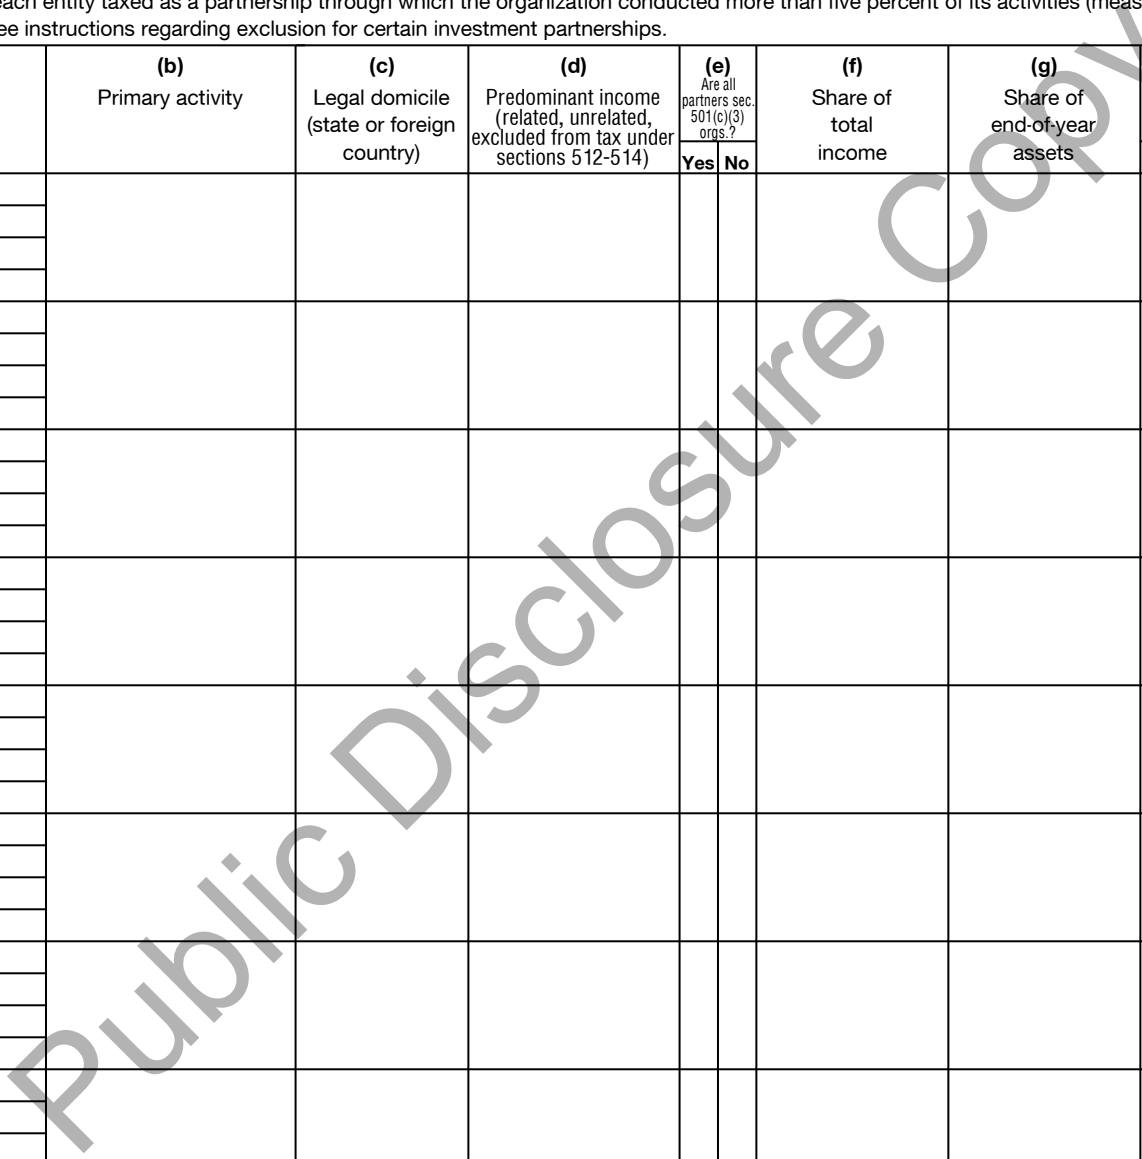 each entity taxed as a partnership through which the organization conducted more than five percent of its activities
ee instructions regarding exclusion for certain investment partnerships.
(b)
Primary activity
(c)
Legal domicile
(state or foreign
country)
(d)
Predominant income
(related, unrelated,
excluded from tax under
sections 512-514)
(e)
Are all
partners sec.
501(c)(3)
orgs.?
Yes No
(f)
Share of
total
income
(g)
Share of
end-of-year
assets
Public Disclosure Copy